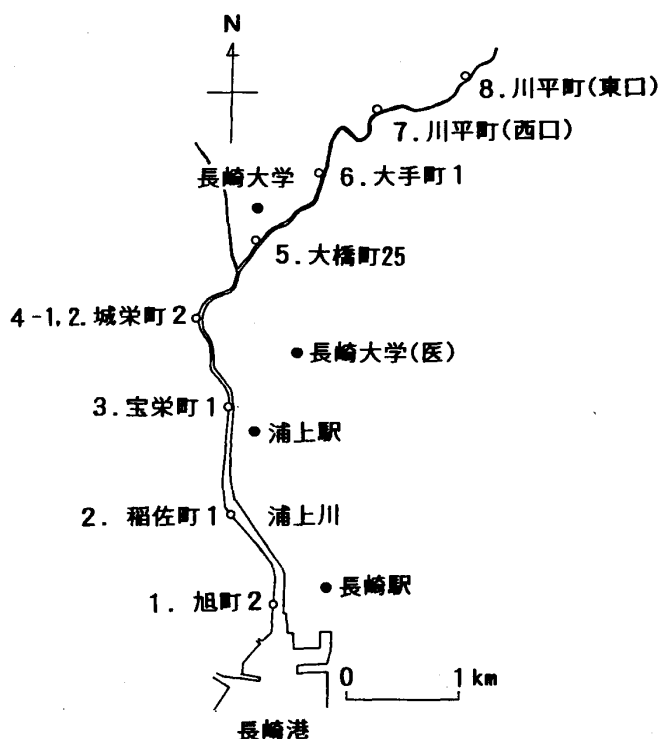 N
8.川平町(東口)
7.川平町(西口)
長崎大学
6.大手町1
5.大橋町25
4-1,2.城栄町2
長崎大学(医)
3.宝栄町1
浦上駅
2. 稲佐町1
浦上川
1. 旭町2
長崎駅
0 1 km
長崎港